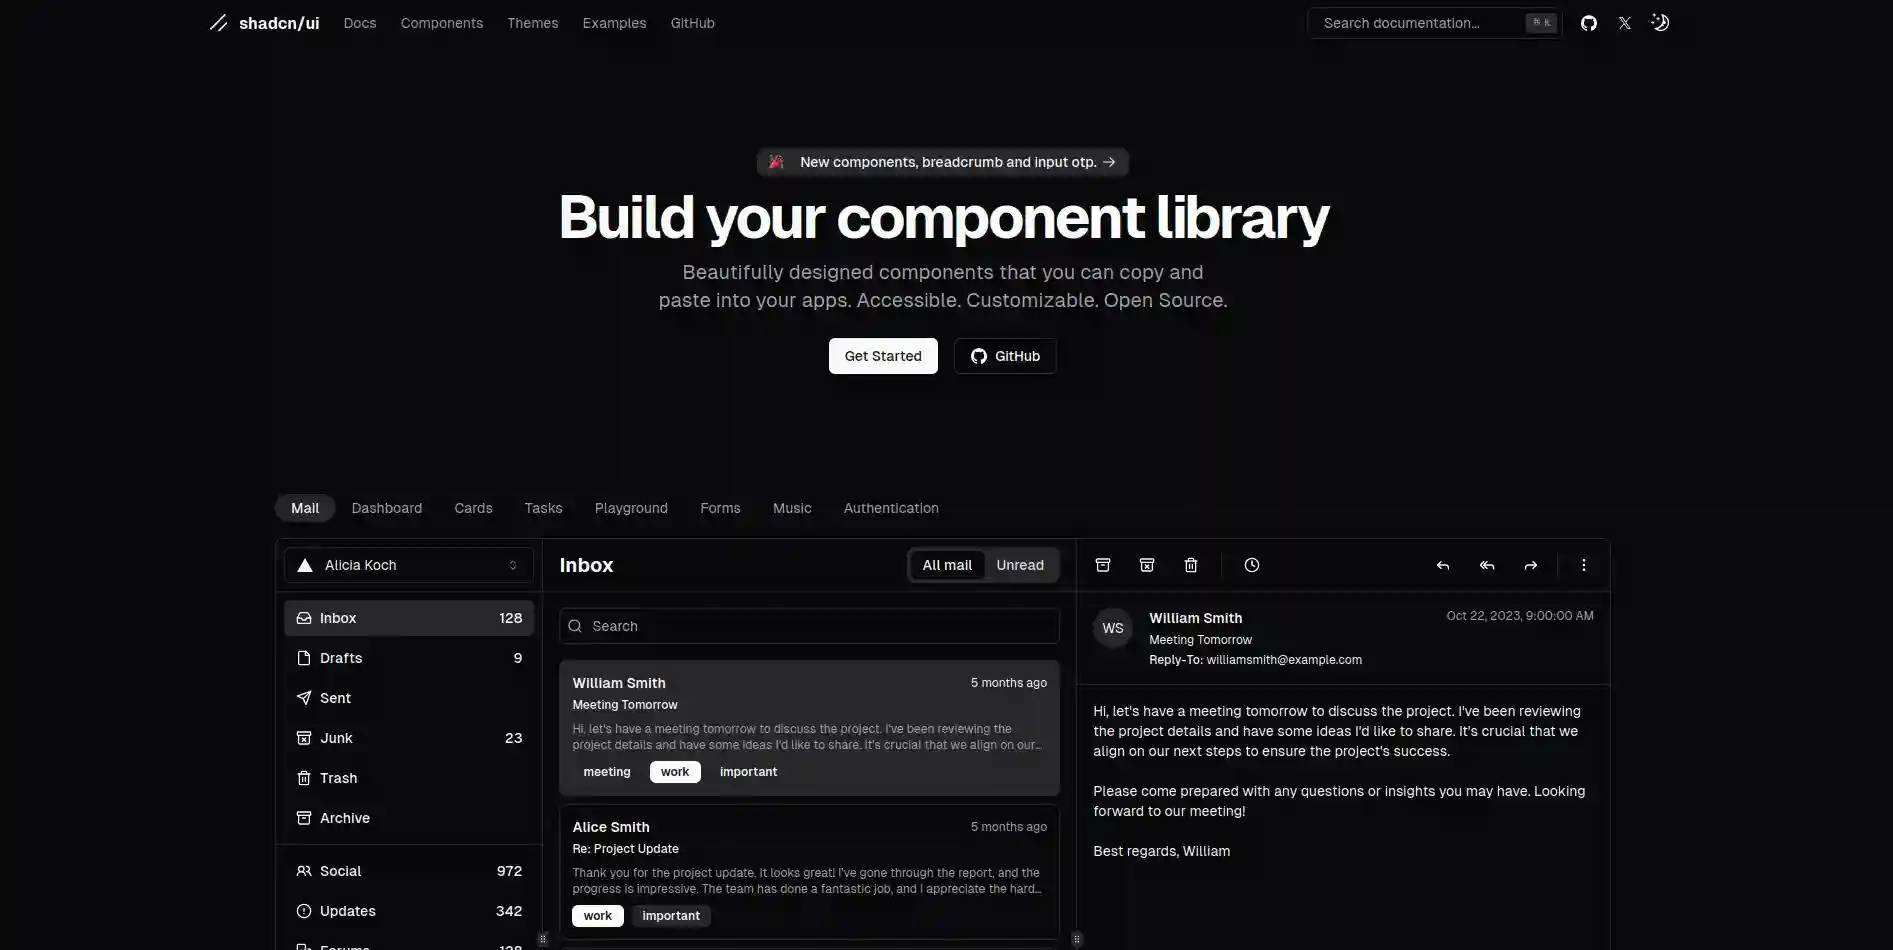 shadcn/ui
Docs
Components
Themes
Examples
GitHub
Search documentation...
⌘ K
New components, breadcrumb and input otp.
Build your component library
Beautifully designed components that you can copy and
paste into your apps. Accessible. Customizable. Open Source.
Get Started
GitHub
Mail
Dashboard
Cards
Tasks
Playground
Forms
Music
Authentication
Alicia Koch
Inbox 128
Drafts 9
Sent
Junk 23
Trash
Archive
Social 972
Updates 342
Forums 128
Inbox
All mail
Unread
Search
William Smith
5 months ago
Meeting Tomorrow
Hi, let's have a meeting tomorrow to discuss the project. I've been reviewing the
project details and have some ideas I'd like to share. It's crucial that we align on our...
meeting
work
important
Alice Smith
5 months ago
Re: Project Update
Thank you for the project update. It looks great! I've gone through the report, and the
progress is impressive. The team has done a fantastic job, and I appreciate the hard...
work
important
WS
William Smith
Oct 22, 2023, 9:00:00 AM
Meeting Tomorrow
Reply-To: williamsmith@example.com
Hi, let's have a meeting tomorrow to discuss the project. I've been reviewing
the project details and have some ideas I'd like to share. It's crucial that we
align on our next steps to ensure the project's success.
Please come prepared with any questions or insights you may have. Looking
forward to our meeting!
Best regards, William